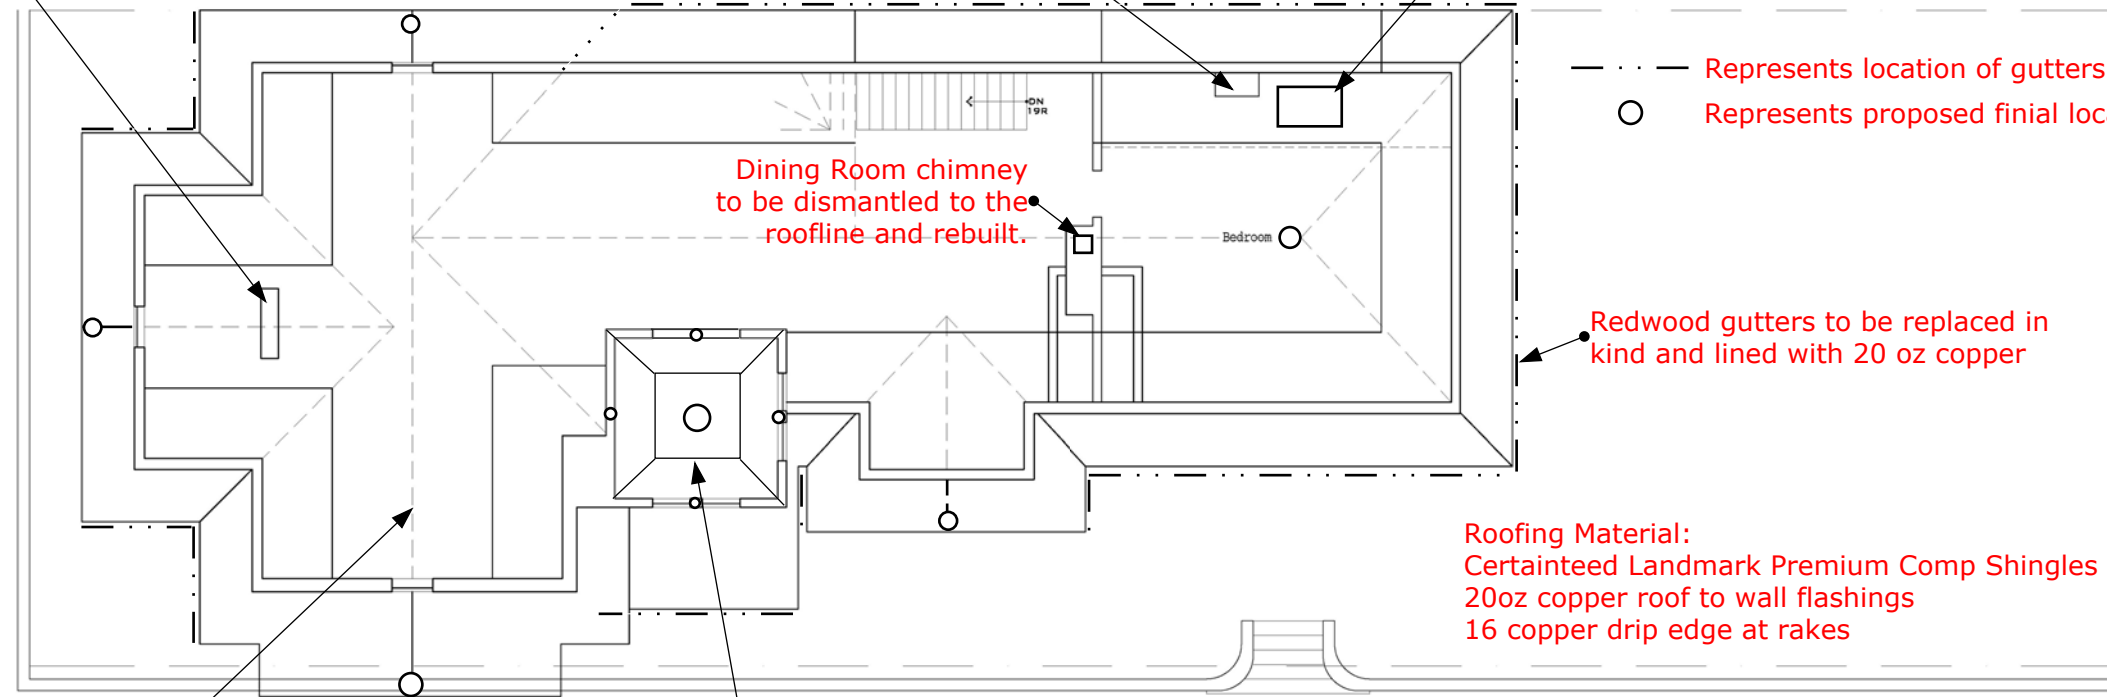 Represents location of gutters
Represents proposed finial
DN
19R
Dining Room chimney
to be dismantled to the
roofline and rebuilt.
Bedroom
Redwood gutters to be replaced in
kind and lined with 20 oz copper
Roofing Material:
Certainteed Landmark Premium Comp Shingles
20oz copper roof to wall flashings
16 copper drip edge at rakes